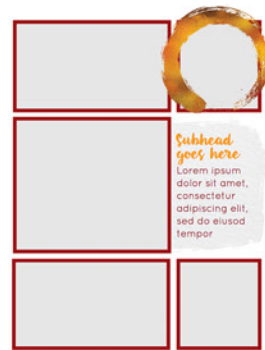 Subhead
goes here
Lorem ipsum
dolor sit amet,
consectetur
adipiscing elit,
sed do eiusod
tempor